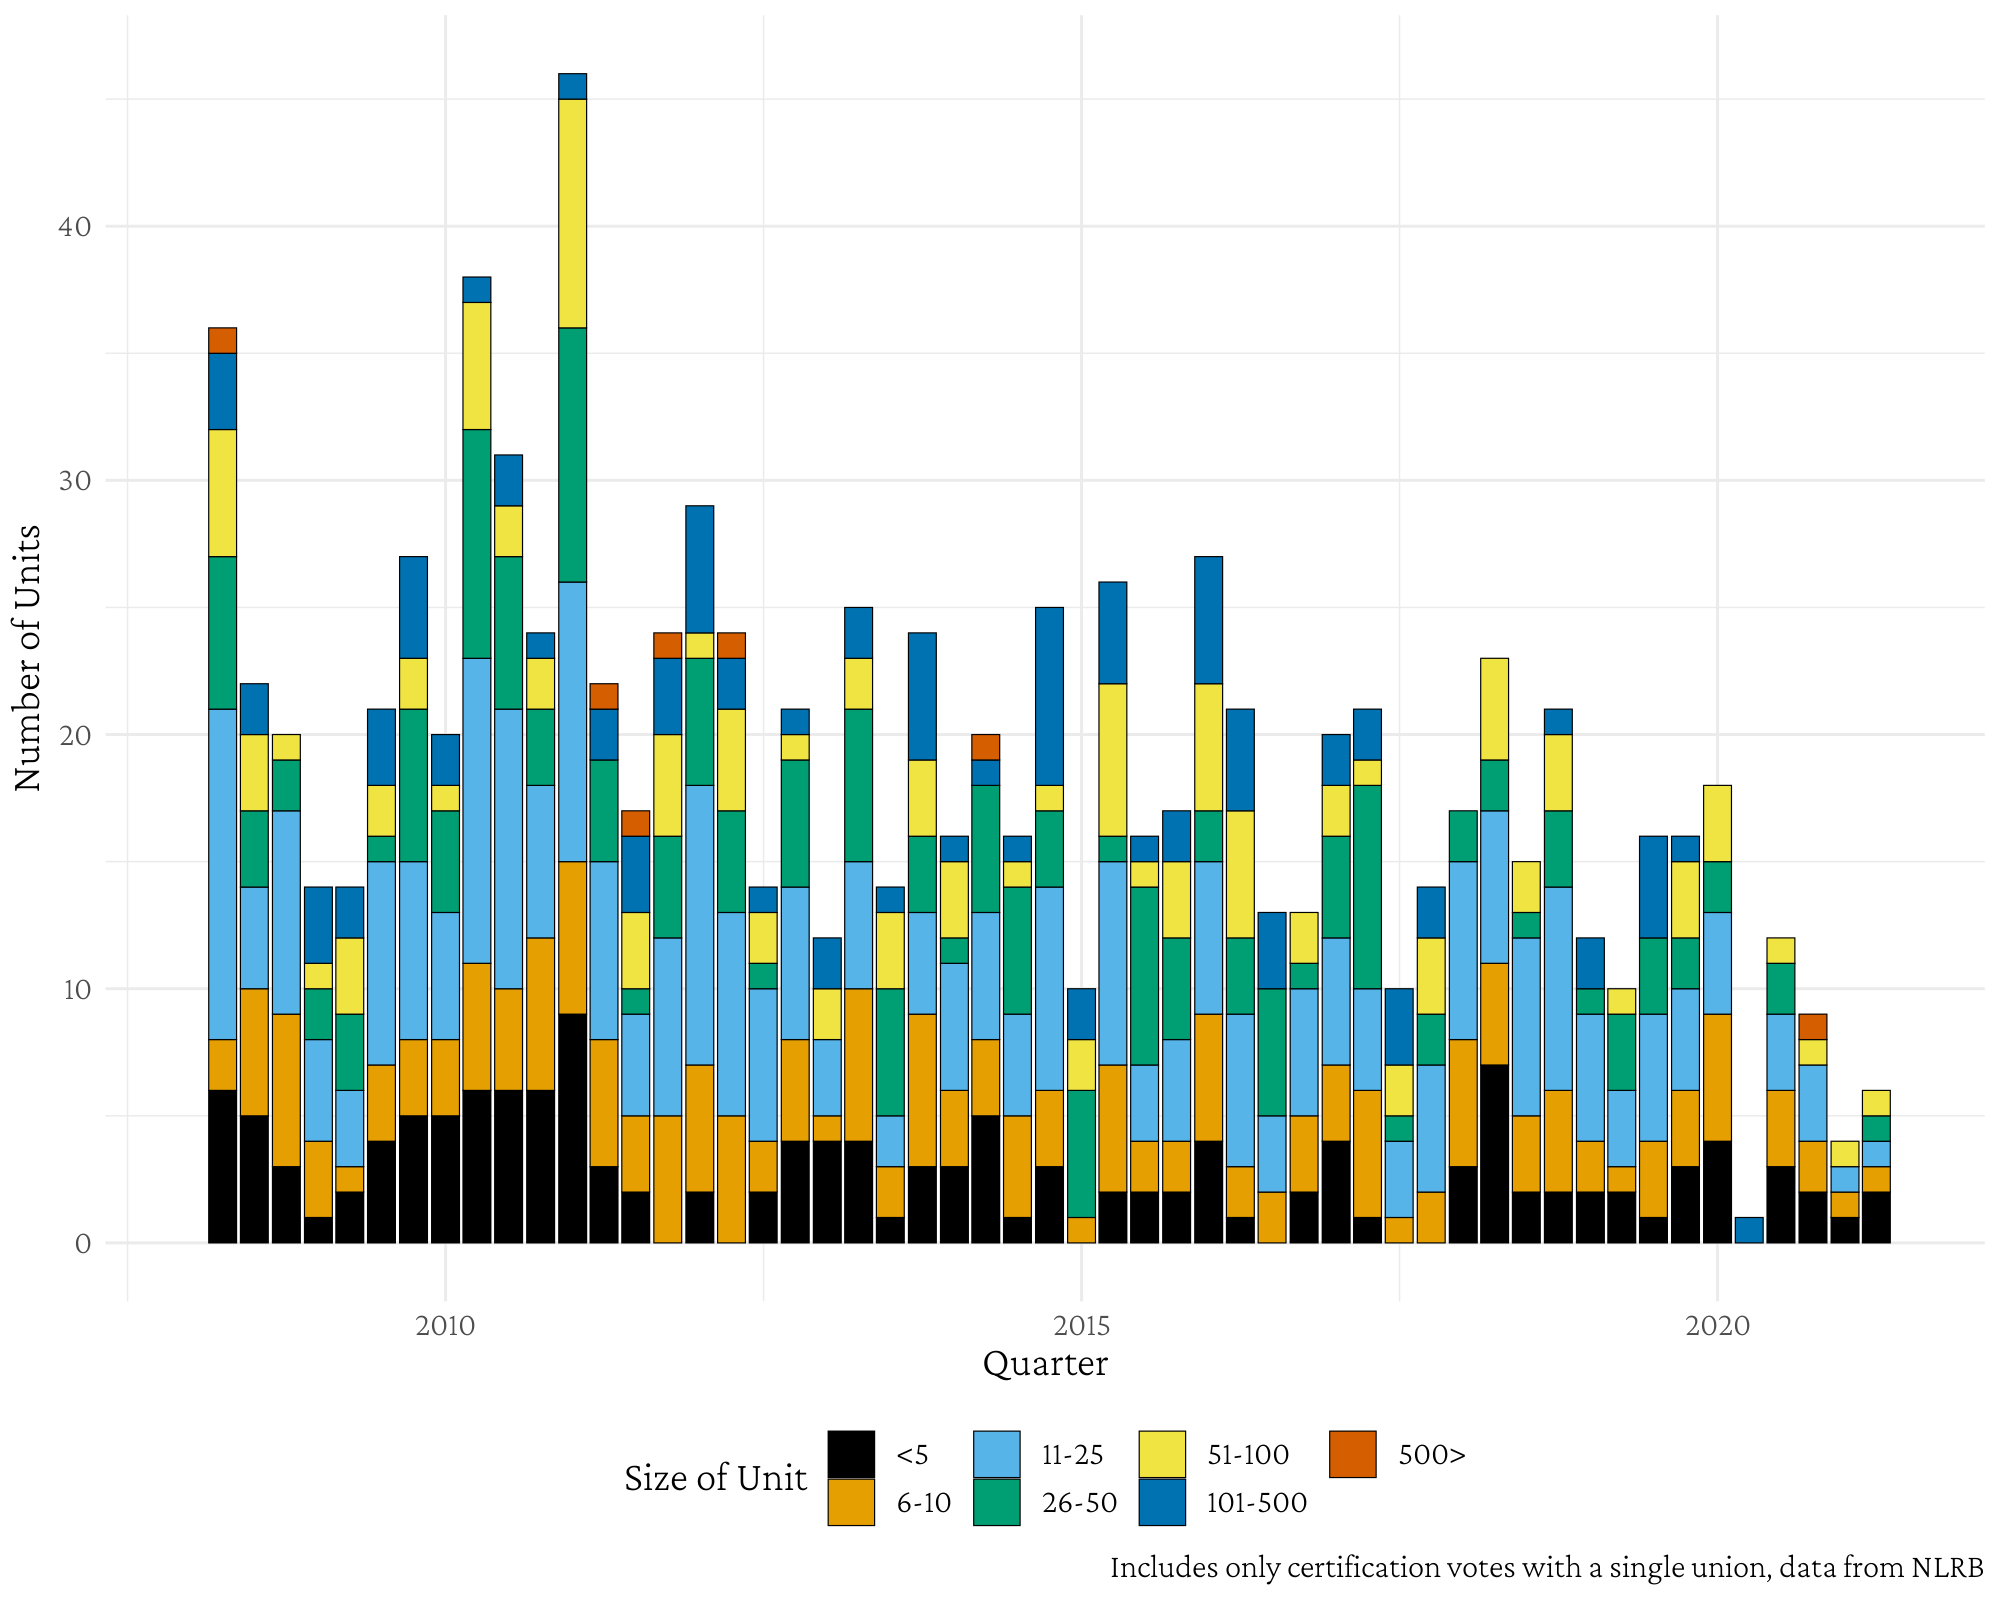 Number of Units
40
30
20
10
0
2010 2015 2020
Quarter
Size of Unit
<5 11-25 51-100 500>
6-10 26-50 101-500
Includes only certification votes with a single union, data from NLRB